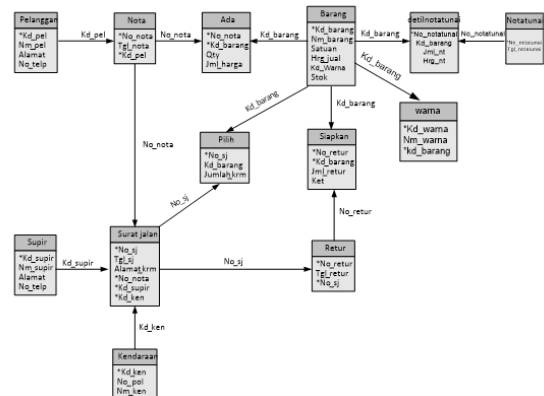 Pelanggan
*Kd_pel
Nm_pel
Alamat
No_telp
Kd_pel
Nota
*No_nota
Tgl_nota
*Kd_pel
No_nota
Ada
*No_nota
*Kd_barang
Qty
Jml_harga
Kd_barang
Barang
*Kd_barang
Nm_barang
Satuan
Hrg_jual
Kd_Warna
Stok
Kd_barang
detilnotatunai
*No_notatunai
Kd_barang
Jml_nt
Hrg_nt
No_notatunai
Notatunai
*No_notatunai
Tgl_notatunai
Kd_barang
Kd_barang
Kd_barang
warna
*Kd_warna
Nm_warna
*kd_barang
No_nota
Pilih
*No_sj
Kd_barang
Jumlah_krm
Siapkan
*No_retur
*Kd_barang
Jml_retur
Ket
No_sj
No_retur
Supir
*Kd_supir
Nm_supir
Alamat
No_telp
Kd_supir
Surat jalan
*No_sj
Tgl_sj
Alamat_krm
*No_nota
*Kd_supir
*Kd_ken
No_sj
Retur
*No_retur
Tgl_retur
*No_sj
Kd_ken
Kendaraan
*Kd_ken
No_pol
Nm_ken